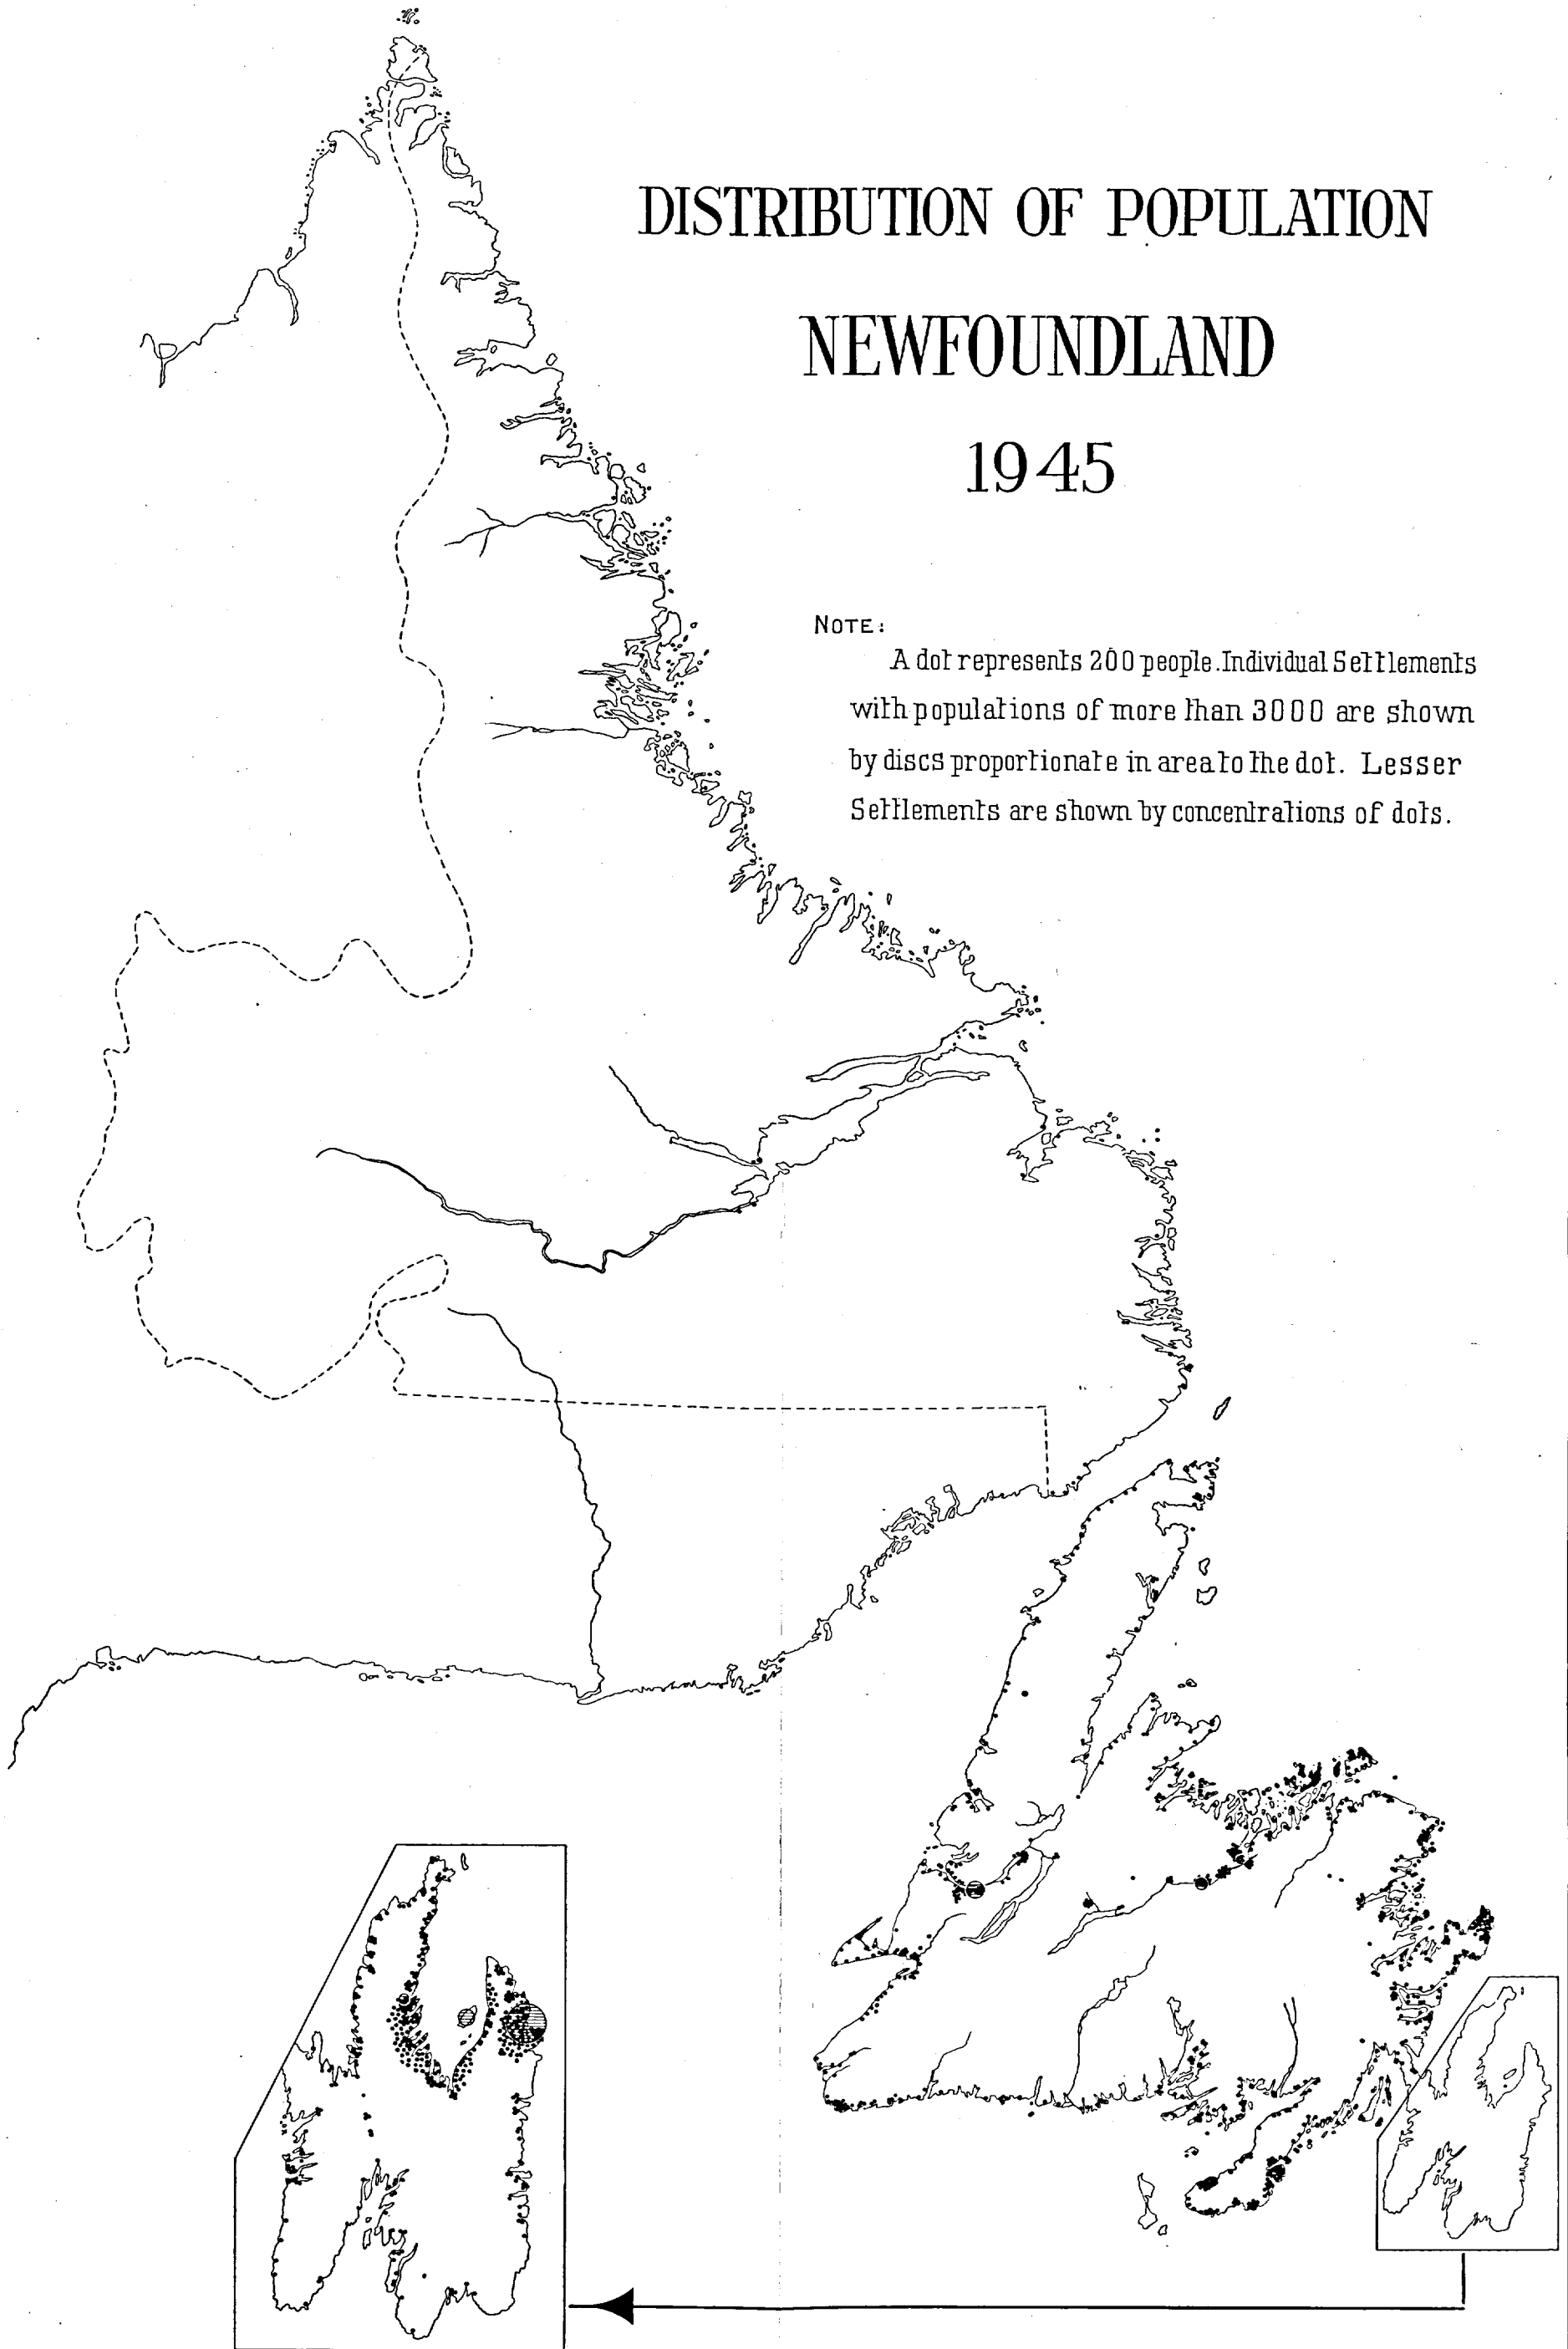 DISTRIBUTION OF POPULATION
NEWFOUNDLAND
1945
NOTE:
A dot represents 200 people. Individual Settlements
with populations of more than 3000 are shown
by discs proportionate in area to the dot. Lesser
Settlements are shown by concentrations of dots.